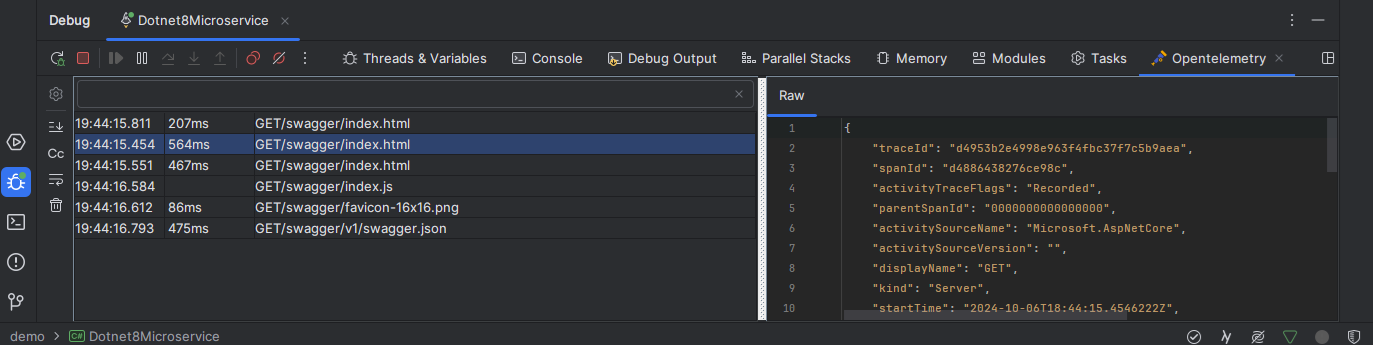 Debug Dotnet8Microservice
Threads & Variables Console Debug Output Parallel Stacks Memory Modules Tasks Opentelemetry
Cc
19:44:15.811 207ms GET/swagger/index.html
19:44:15.454 564ms GET/swagger/index.html
19:44:15.551 467ms GET/swagger/index.html
19:44:16.584 GET/swagger/index.js
19:44:16.612 86ms GET/swagger/favicon-16x16.png
19:44:16.793 475ms GET/swagger/v1/swagger.json
Raw
1 {
2 "traceId": "d4953b2e4998e963f4fbc37f7c5b9aea",
3 "spanId": "d4886438276ce98c",
4 "activityTraceFlags": "Recorded",
5 "parentSpanId": "0000000000000000",
6 "activitySourceName": "Microsoft.AspNetCore",
7 "activitySourceVersion": "",
8 "displayName": "GET",
9 "kind": "Server",
10 "startTime": "2024-10-06T18:44:15.4546222Z",
demo > C# Dotnet8Microservice